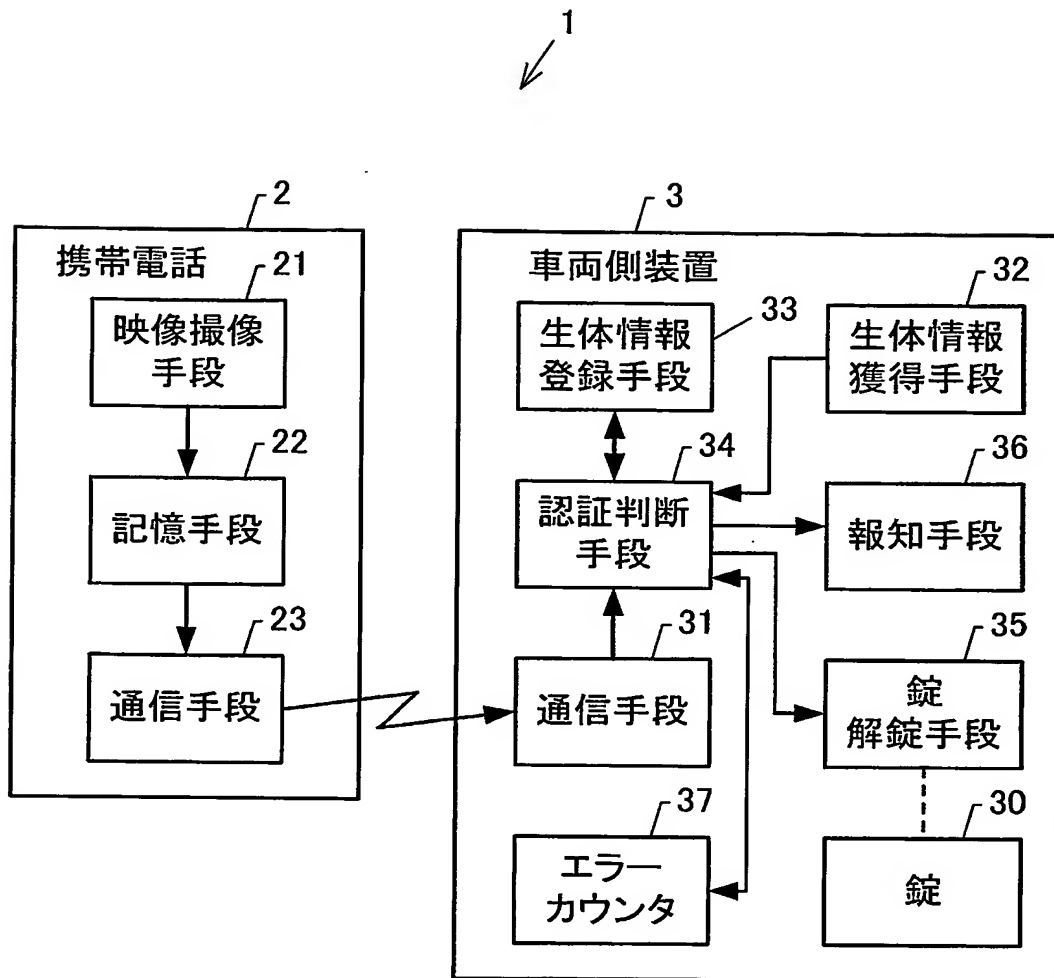 1
2
携帯電話
21
映像撮像
手段
22
記憶手段
23
通信手段
3
車両側装置
33
生体情報
登録手段
32
生体情報
獲得手段
34
認証判断
手段
36
報知手段
31
通信手段
35
錠
解錠手段
37
エラー
カウンタ
30
錠